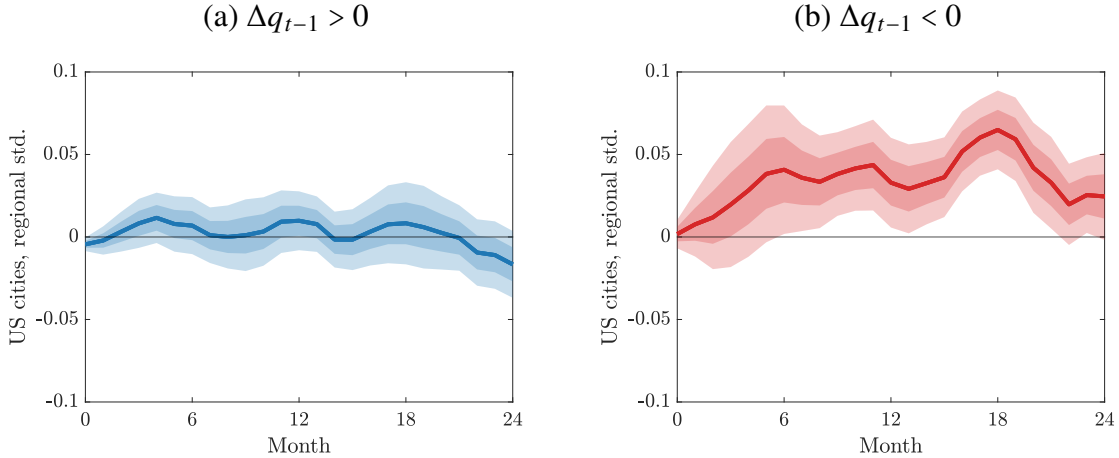 (a) Δq_{t−1} > 0
US cities, regional std.
0.1
0.05
0
-0.05
-0.1
0 6 12 18 24
Month
(b) Δq_{t−1} < 0
US cities, regional std.
0.1
0.05
0
-0.05
-0.1
0 6 12 18 24
Month